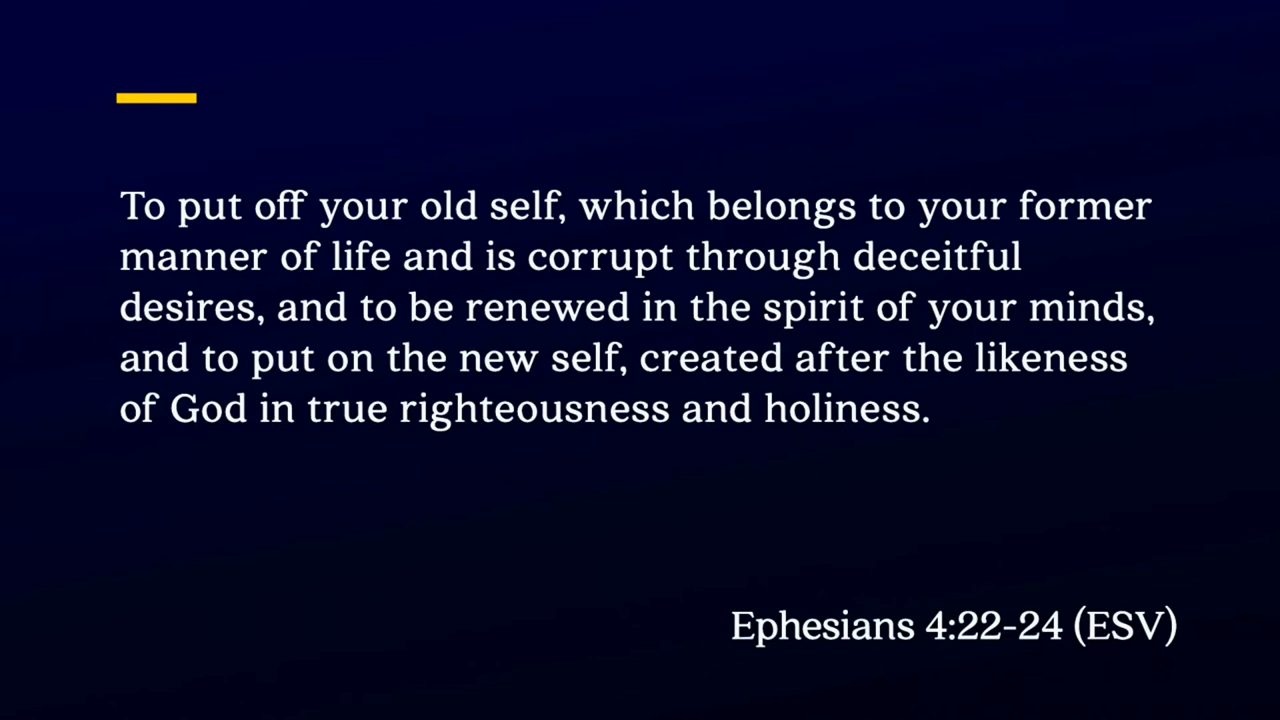 To put off your old self, which belongs to your former
manner of life and is corrupt through deceitful
desires, and to be renewed in the spirit of your minds,
and to put on the new self, created after the likeness
of God in true righteousness and holiness.
Ephesians 4:22-24 (ESV)